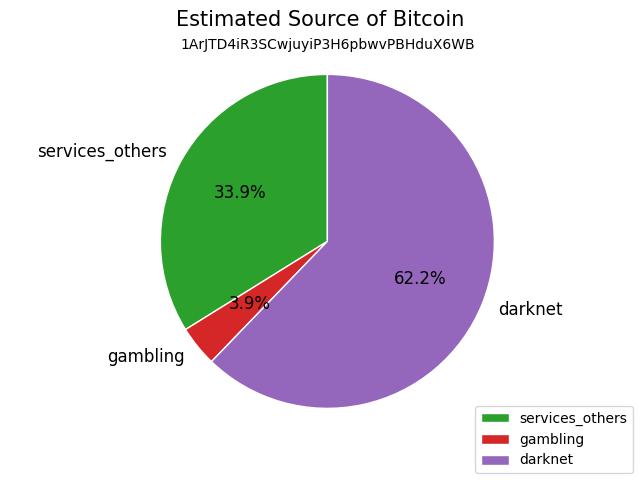 Estimated Source of Bitcoin
1ArJTD4iR3SCwjuyiP3H6pbwvPBHduX6WB
services_others
33.9%
62.2%
3.9%
darknet
gambling
services_others
gambling
darknet